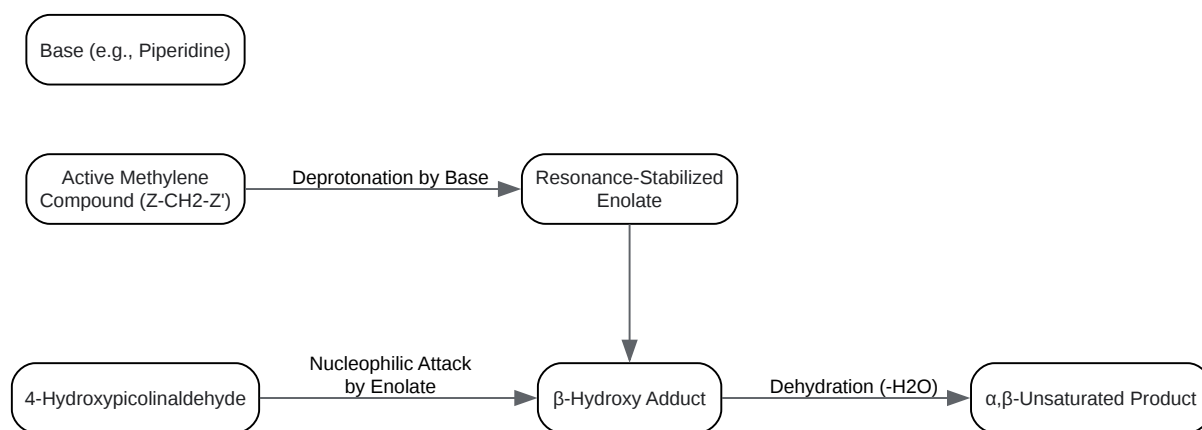 Base (e.g., Piperidine)
Active Methylene
Compound (Z-CH2-Z')
Deprotonation by Base
Resonance-Stabilized
Enolate
4-Hydroxypicolinaldehyde
Nucleophilic Attack
by Enolate
β-Hydroxy Adduct
Dehydration (-H2O)
α,β-Unsaturated Product